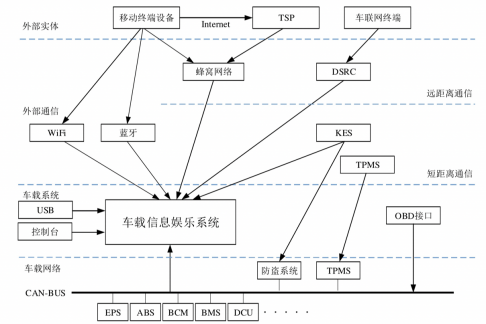 外部实体
移动终端设备
Internet
TSP
车联网终端
蜂窝网络
DSRC
远距离通信
外部通信
WiFi
蓝牙
KES
TPMS
短距离通信
车载系统
USB
控制台
车载信息娱乐系统
OBD接口
车载网络
防盗系统
TPMS
CAN-BUS
EPS
ABS
BCM
BMS
DCU
· · · · ·